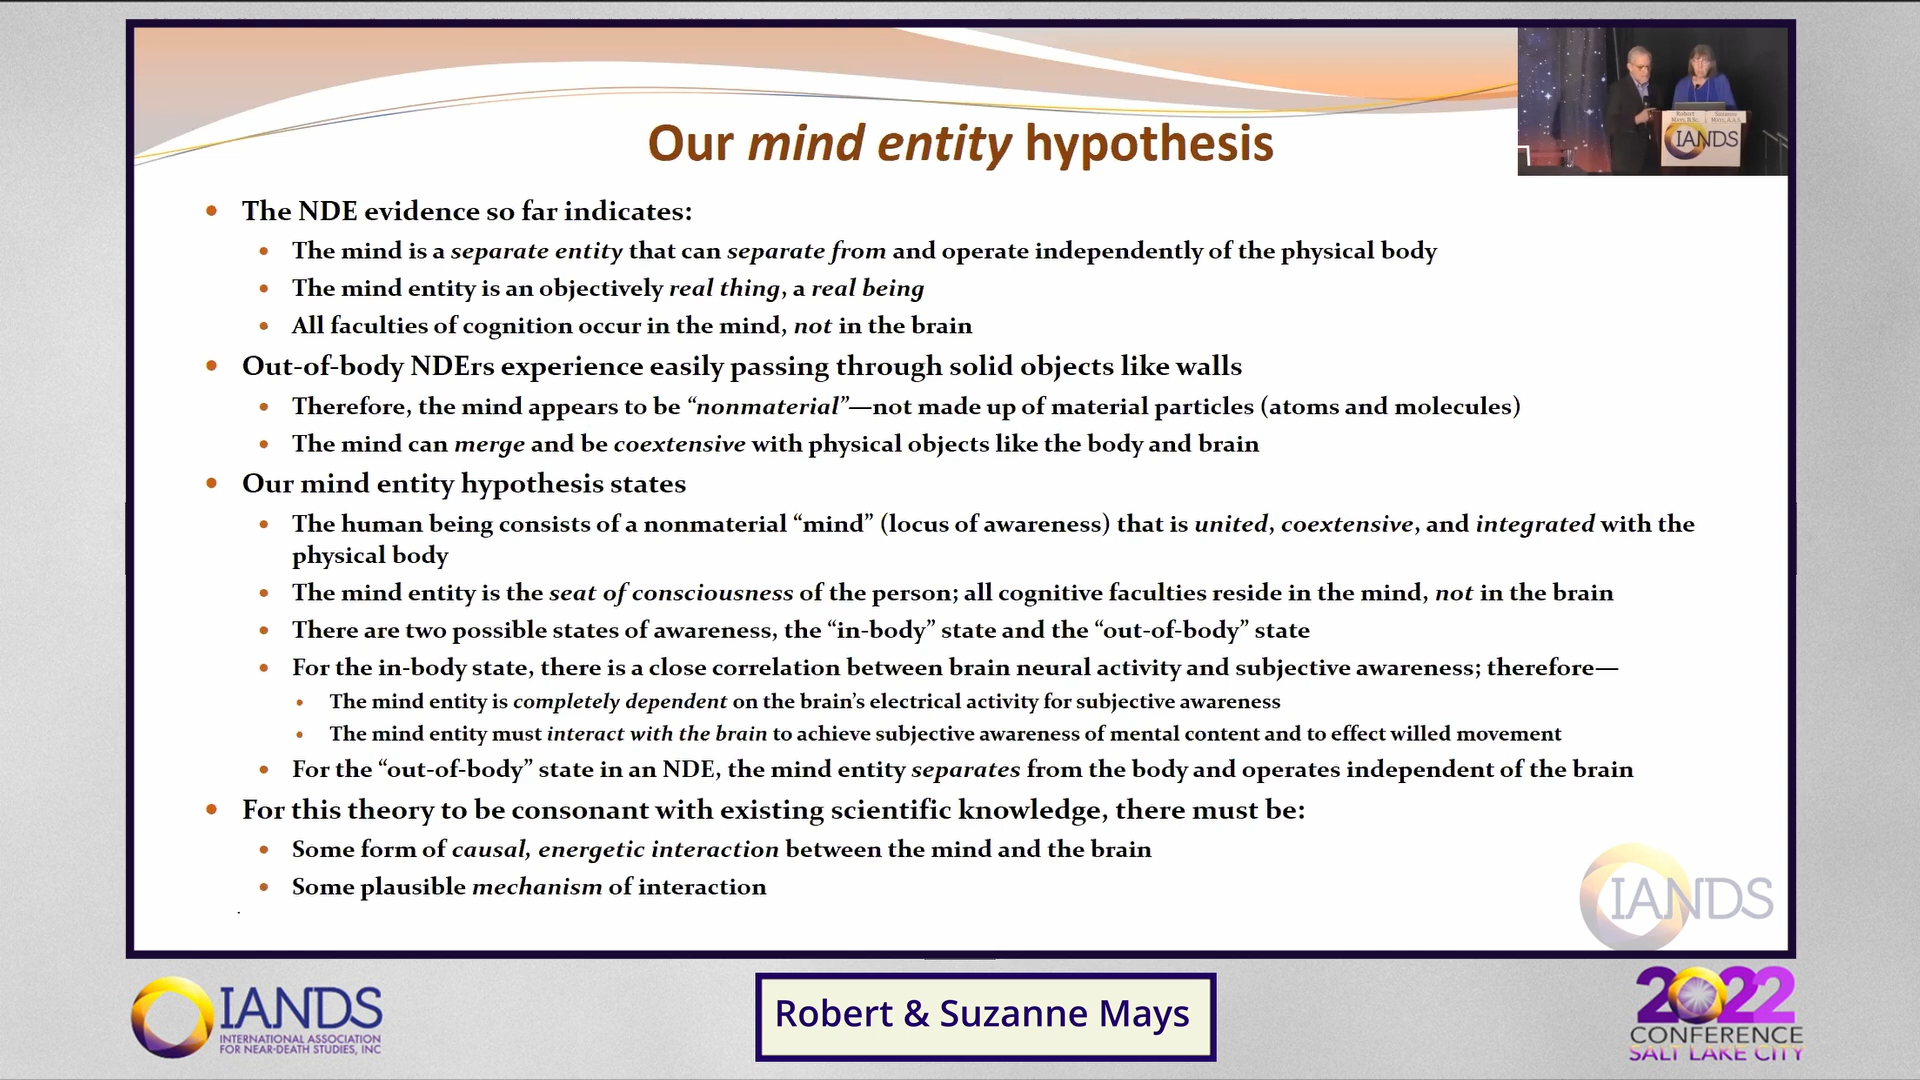 Our mind entity hypothesis
Robert Mays, B.Sc.
Suzanne Mays, A.A.S.
IANDS
The NDE evidence so far indicates:
The mind is a separate entity that can separate from and operate independently of the physical body
The mind entity is an objectively real thing, a real being
All faculties of cognition occur in the mind, not in the brain
Out-of-body NDErs experience easily passing through solid objects like walls
Therefore, the mind appears to be “nonmaterial”—not made up of material particles (atoms and molecules)
The mind can merge and be coextensive with physical objects like the body and brain
Our mind entity hypothesis states
The human being consists of a nonmaterial “mind” (locus of awareness) that is united, coextensive, and integrated with the
physical body
The mind entity is the seat of consciousness of the person; all cognitive faculties reside in the mind, not in the brain
There are two possible states of awareness, the “in-body” state and the “out-of-body” state
For the in-body state, there is a close correlation between brain neural activity and subjective awareness; therefore—
The mind entity is completely dependent on the brain’s electrical activity for subjective awareness
The mind entity must interact with the brain to achieve subjective awareness of mental content and to effect willed movement
For the “out-of-body” state in an NDE, the mind entity separates from the body and operates independent of the brain
For this theory to be consonant with existing scientific knowledge, there must be:
Some form of causal, energetic interaction between the mind and the brain
Some plausible mechanism of interaction
IANDS
IANDS
INTERNATIONAL ASSOCIATION
FOR NEAR-DEATH STUDIES, INC
Robert & Suzanne Mays
2022
CONFERENCE
SALT LAKE CITY